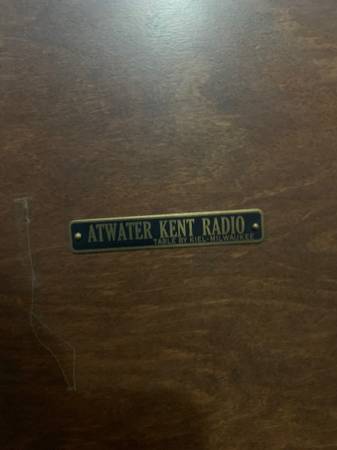 ATWATER KENT RADIO
TABLE BY KIEL-MILWAUKEE